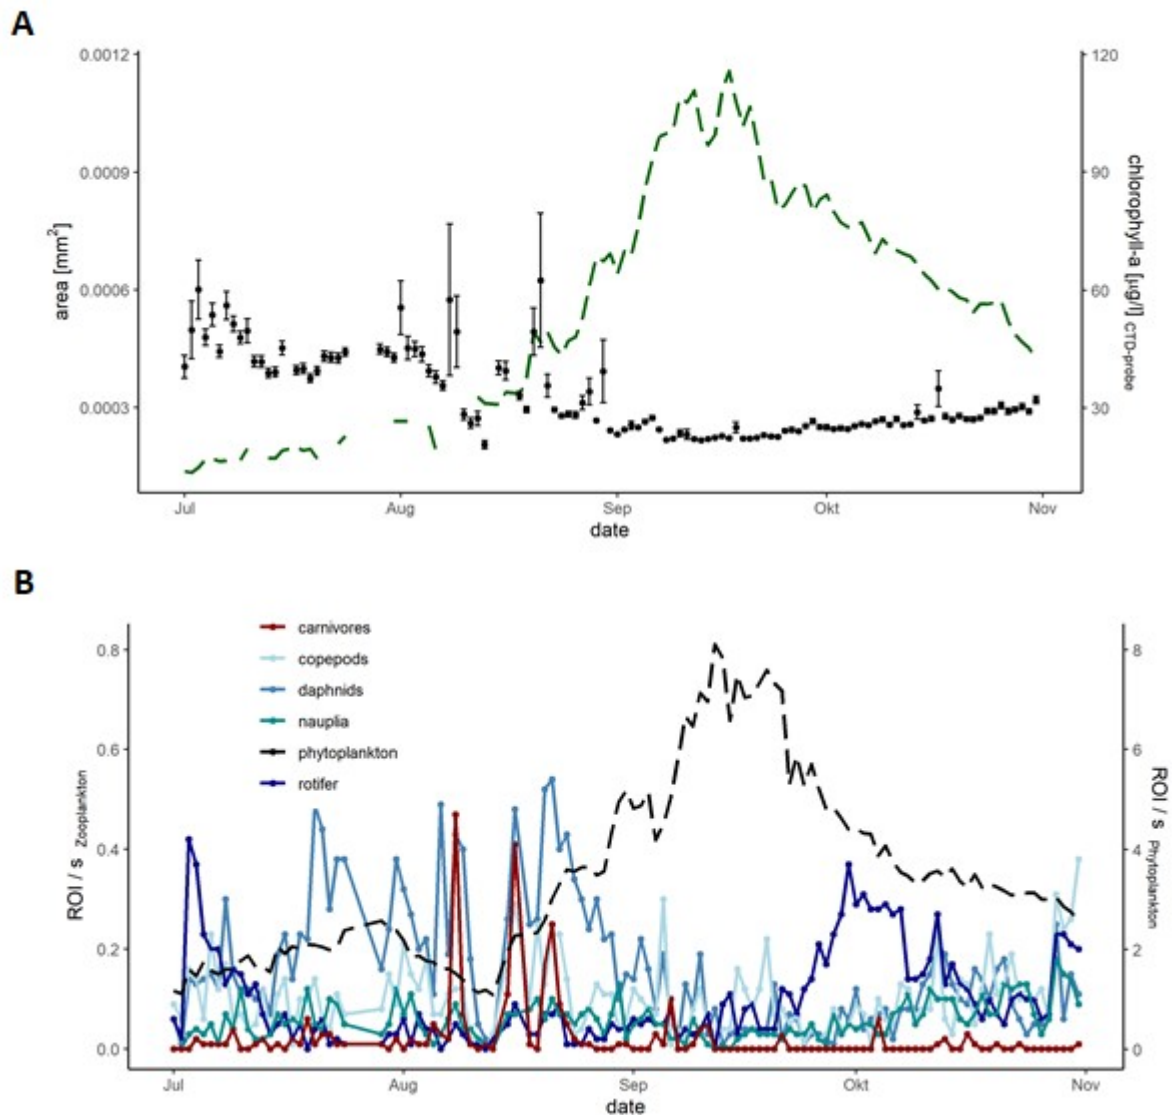 A
0.0012
120
0.0009
90
area [mm²]
chlorophyll-a [µg/l] CTD-probe
0.0006
60
0.0003
30
Jul Aug Sep Okt Nov
date
B
carnivores
copepods
daphnids
nauplia
phytoplankton
rotifer
0.8
8
0.6
6
ROI / s Zooplankton
ROI / s Phytoplankton
0.4
4
0.2
2
0.0
0
Jul Aug Sep Okt Nov
date